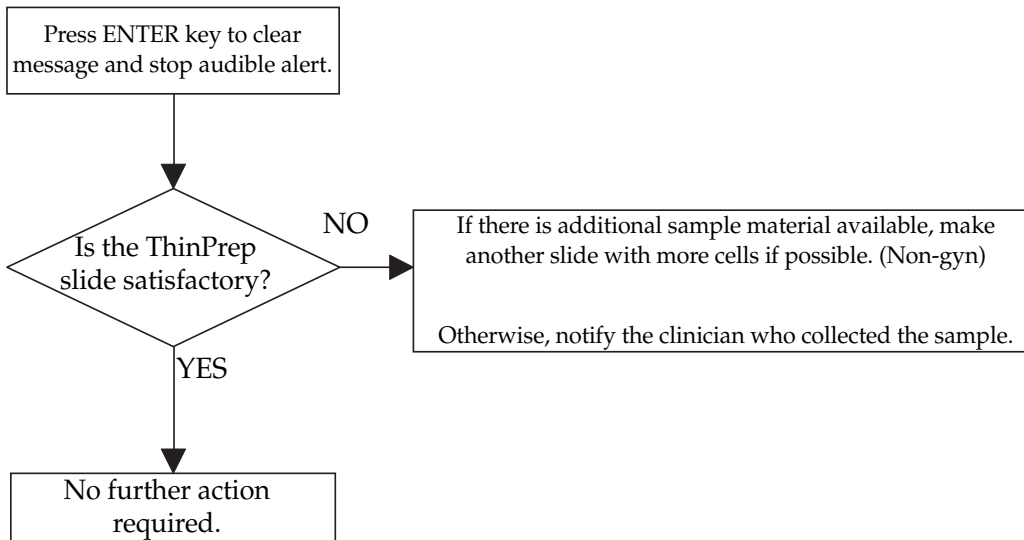 Press ENTER key to clear
message and stop audible alert.
Is the ThinPrep
slide satisfactory?
NO
If there is additional sample material available, make
another slide with more cells if possible. (Non-gyn)
Otherwise, notify the clinician who collected the sample.
YES
No further action
required.